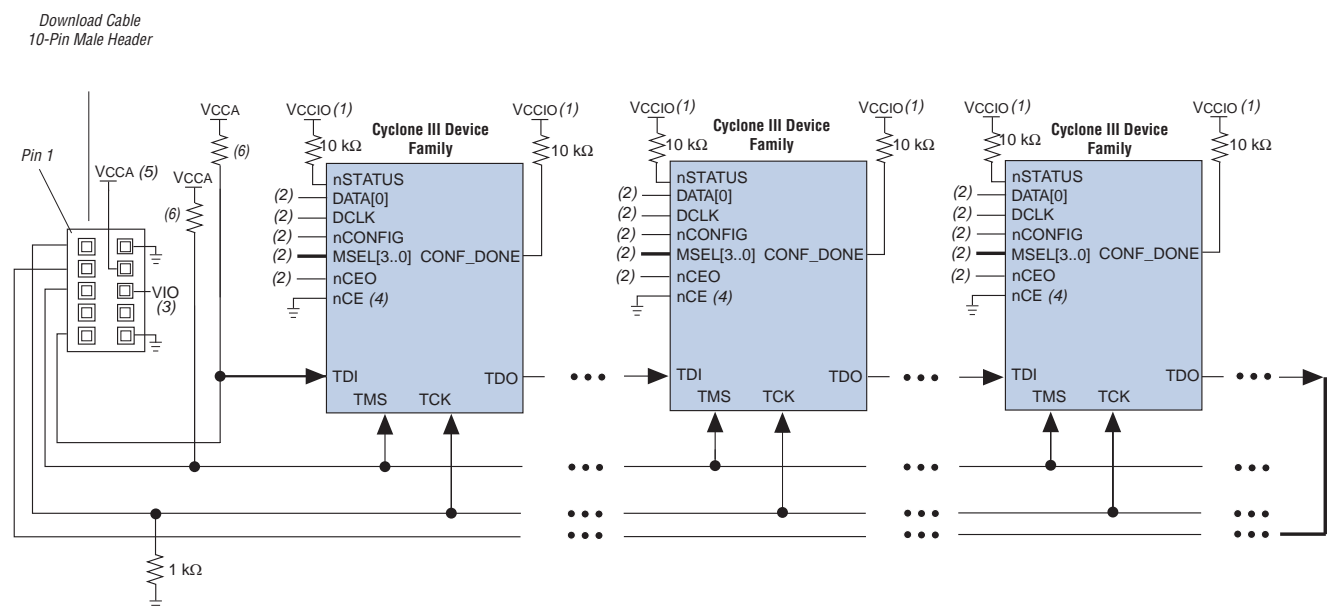 Download Cable
10-Pin Male Header
Pin 1
VCCA (5)
VCCA
(6)
VCCA
(6)
VIO
(3)
1 kΩ
VCCIO (1)
10 kΩ
Cyclone III Device
Family
VCCIO (1)
10 kΩ
nSTATUS
(2) DATA[0]
(2) DCLK
(2) nCONFIG
(2) MSEL[3..0] CONF_DONE
(2) nCEO
nCE (4)
TDI
TDO
TMS
TCK
VCCIO (1)
10 kΩ
Cyclone III Device
Family
VCCIO (1)
10 kΩ
nSTATUS
(2) DATA[0]
(2) DCLK
(2) nCONFIG
(2) MSEL[3..0] CONF_DONE
(2) nCEO
nCE (4)
TDI
TDO
TMS
TCK
VCCIO (1)
10 kΩ
Cyclone III Device
Family
VCCIO (1)
10 kΩ
nSTATUS
(2) DATA[0]
(2) DCLK
(2) nCONFIG
(2) MSEL[3..0] CONF_DONE
(2) nCEO
nCE (4)
TDI
TDO
TMS
TCK